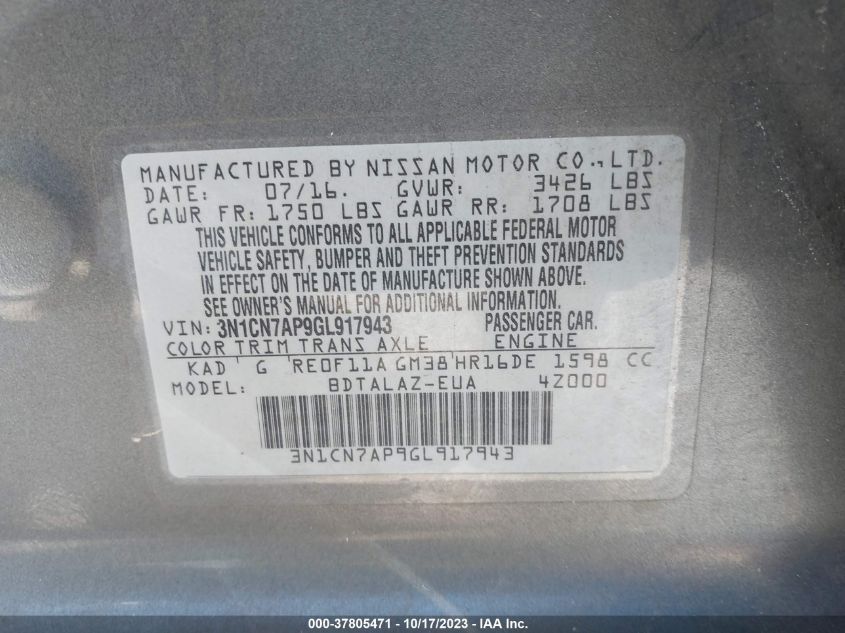 MANUFACTURED BY NISSAN MOTOR CO.,LTD.
DATE: 07/16. GVWR: 3426 LBS
GAWR FR: 1750 LBS GAWR RR: 1708 LBS
THIS VEHICLE CONFORMS TO ALL APPLICABLE FEDERAL MOTOR
VEHICLE SAFETY, BUMPER AND THEFT PREVENTION STANDARDS
IN EFFECT ON THE DATE OF MANUFACTURE SHOWN ABOVE.
SEE OWNER'S MANUAL FOR ADDITIONAL INFORMATION.
VIN: 3N1CN7AP9GL917943 PASSENGER CAR.
COLOR TRIM TRANS AXLE ENGINE
KAD G RE0F11A GM38 HR16DE 1598 CC
MODEL: BDTALAZ-EUA 4Z000
3N1CN7AP9GL917943
000-37805471 - 10/17/2023 - IAA Inc.